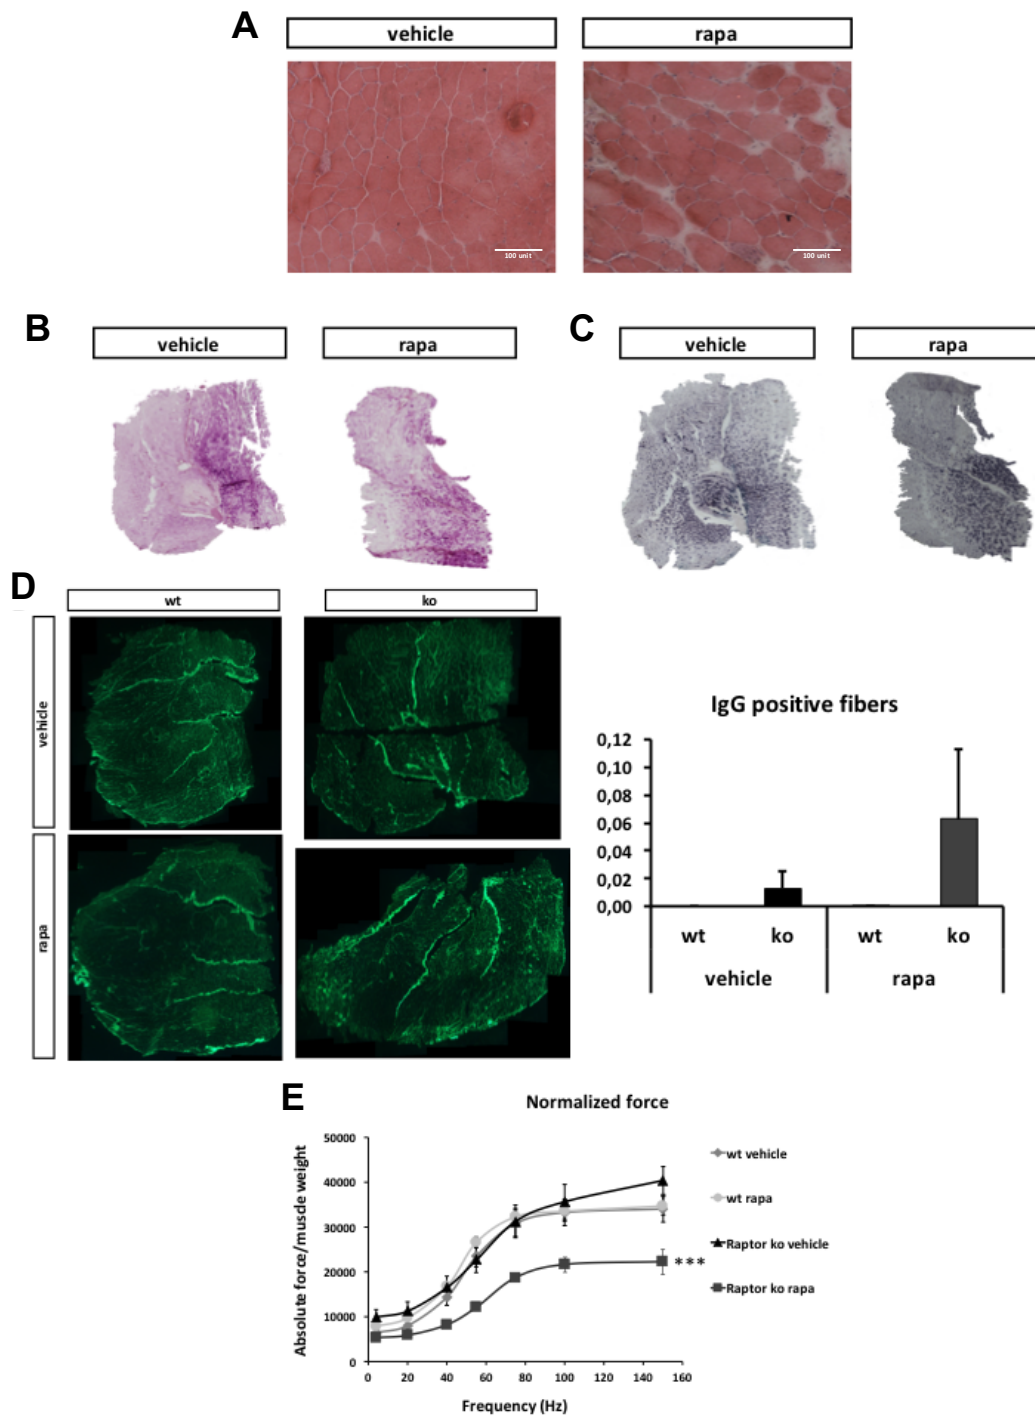 A
vehicle
rapa
100 unit
100 unit
B
vehicle
rapa
C
vehicle
rapa
D
wt
ko
vehicle
rapa
IgG positive fibers
0,12
0,10
0,08
0,06
0,04
0,02
0,00
wt
ko
wt
ko
vehicle
rapa
E
Normalized force
Absolute force/muscle weight
50000
40000
30000
20000
10000
0
0
20
40
60
80
100
120
140
160
Frequency (Hz)
wt vehicle
wt rapa
Raptor ko vehicle
***
Raptor ko rapa